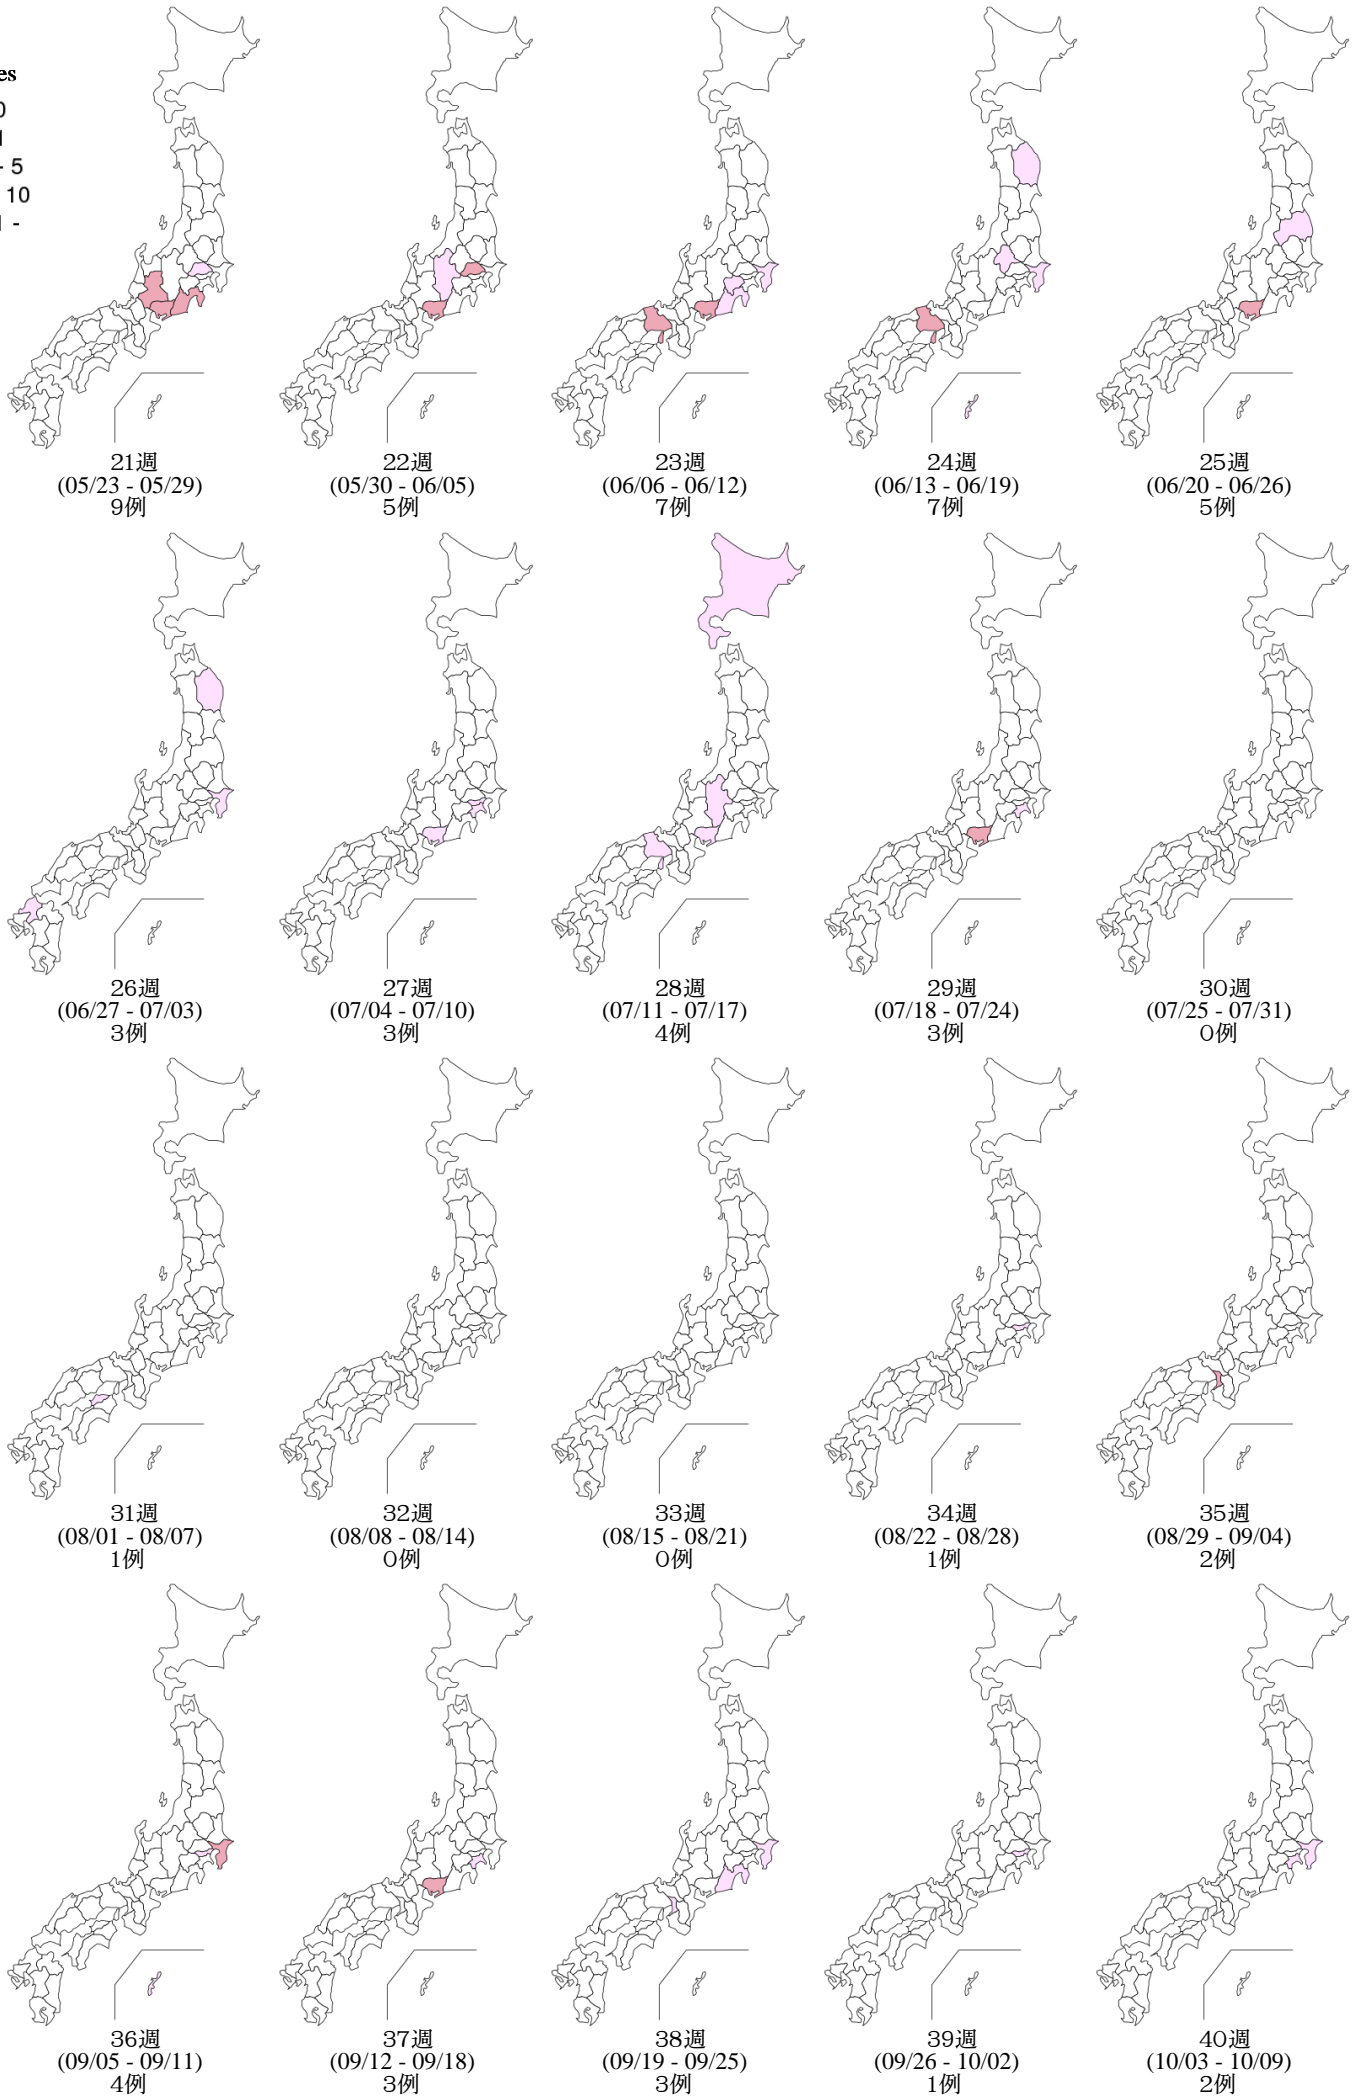 es
0
1
- 5
10
1 -
21週
(05/23 - 05/29)
9例
22週
(05/30 - 06/05)
5例
23週
(06/06 - 06/12)
7例
24週
(06/13 - 06/19)
7例
25週
(06/20 - 06/26)
5例
26週
(06/27 - 07/03)
3例
27週
(07/04 - 07/10)
3例
28週
(07/11 - 07/17)
4例
29週
(07/18 - 07/24)
3例
30週
(07/25 - 07/31)
0例
31週
(08/01 - 08/07)
1例
32週
(08/08 - 08/14)
0例
33週
(08/15 - 08/21)
0例
34週
(08/22 - 08/28)
1例
35週
(08/29 - 09/04)
2例
36週
(09/05 - 09/11)
4例
37週
(09/12 - 09/18)
3例
38週
(09/19 - 09/25)
3例
39週
(09/26 - 10/02)
1例
40週
(10/03 - 10/09)
2例